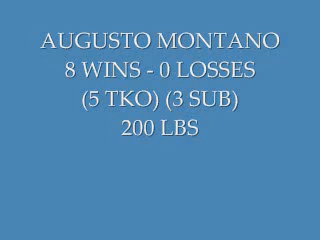 AUGUSTO MONTANO
8 WINS - 0 LOSSES
(5 TKO) (3 SUB)
200 LBS